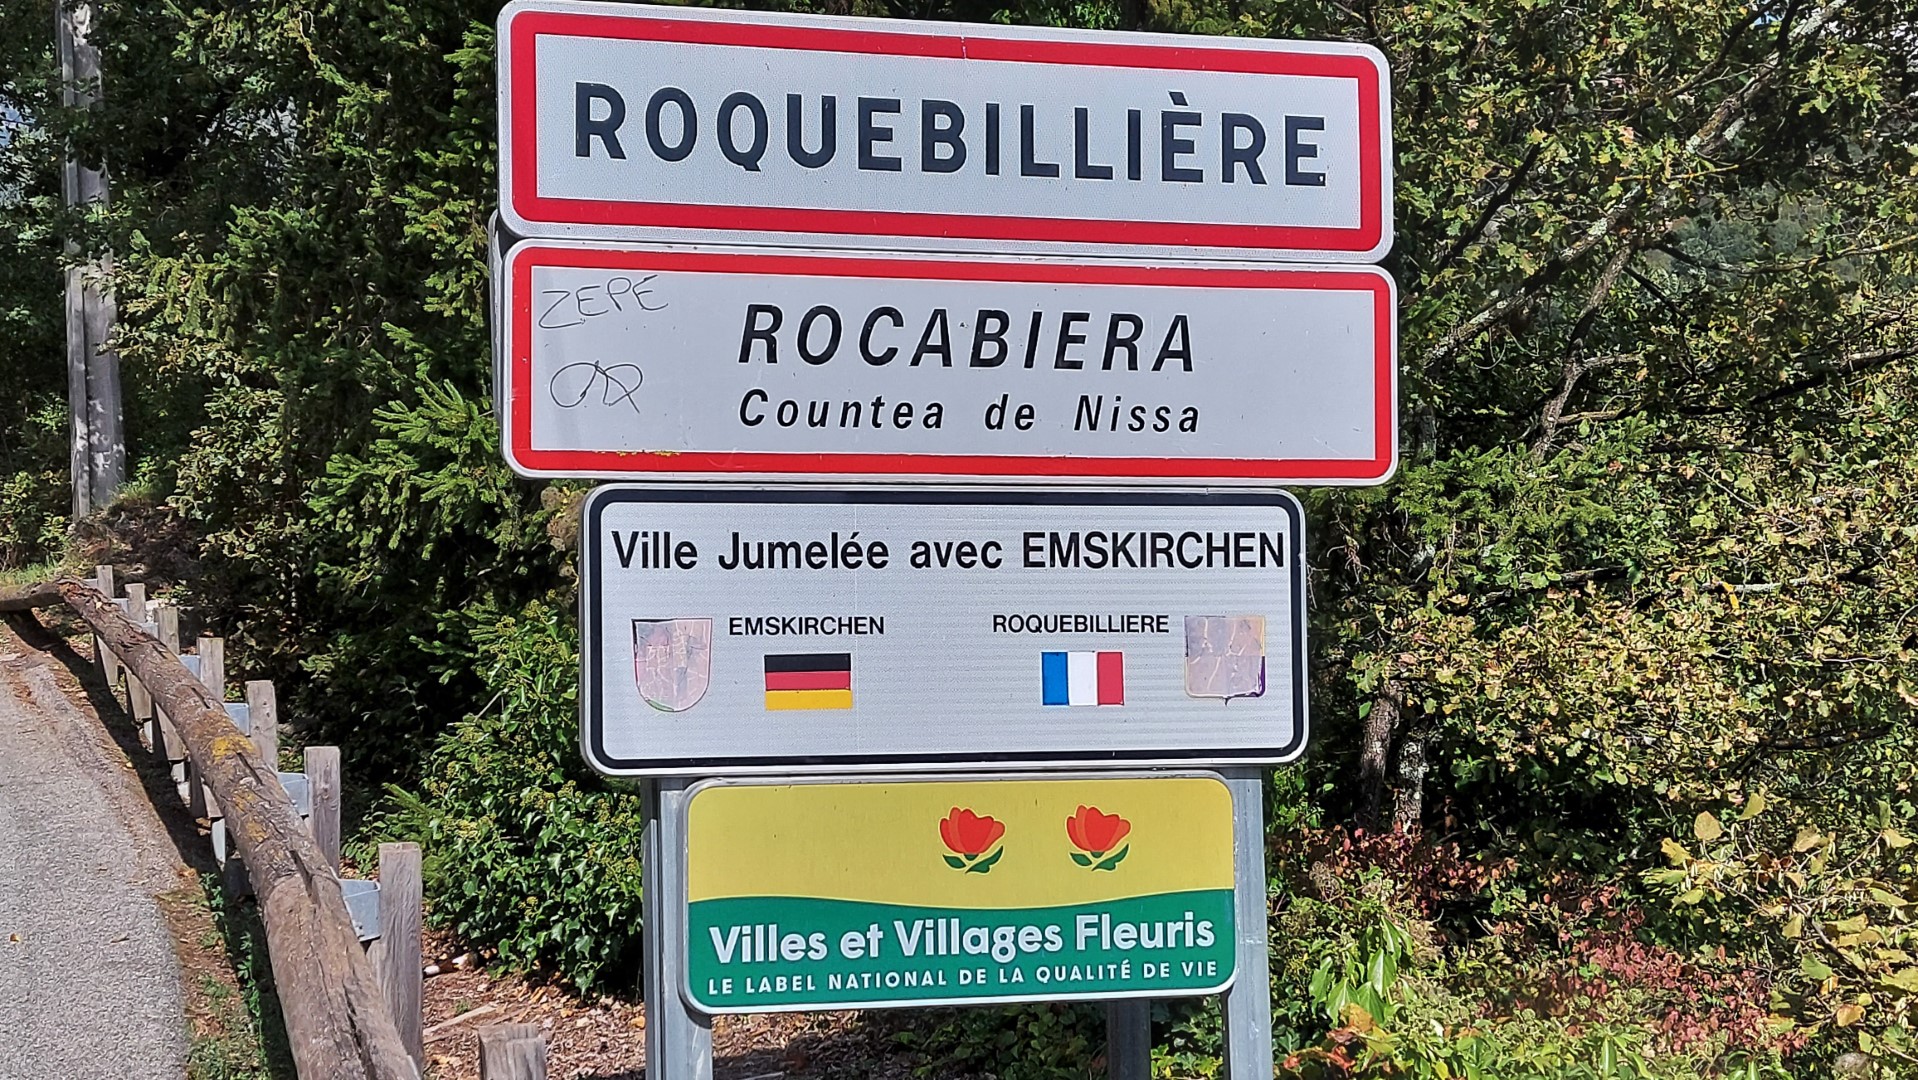 ROQUEBILLIÈRE
ZEPÉ
ROCABIERA
Countea de Nissa
Ville Jumelée avec EMSKIRCHEN
EMSKIRCHEN
ROQUEBILLIERE
Villes et Villages Fleuris
LE LABEL NATIONAL DE LA QUALITÉ DE VIE